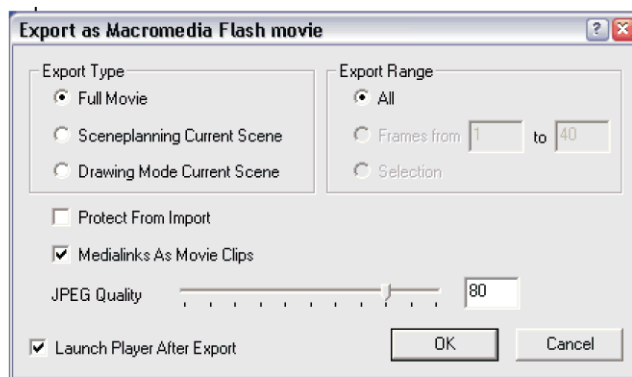 Export as Macromedia Flash movie
Export Type
Full Movie
Sceneplanning Current Scene
Drawing Mode Current Scene
Export Range
All
Frames from 1 to 40
Selection
Protect From Import
Medialinks As Movie Clips
JPEG Quality 80
Launch Player After Export
OK Cancel